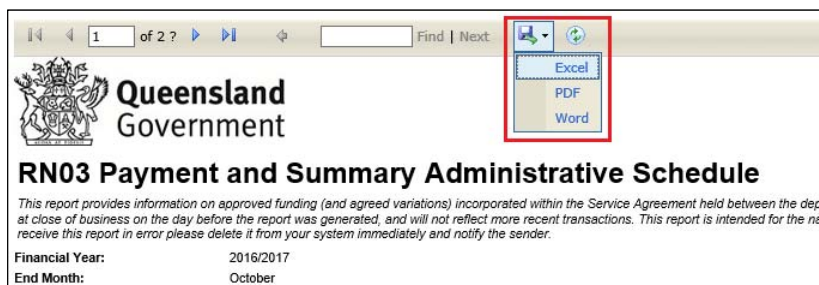 1 of 2 ? Find | Next
Excel
PDF
Word
Queensland
Government
RN03 Payment and Summary Administrative Schedule
This report provides information on approved funding (and agreed variations) incorporated within the Service Agreement held between the dep
at close of business on the day before the report was generated, and will not reflect more recent transactions. This report is intended for the na
receive this report in error please delete it from your system immediately and notify the sender.
Financial Year: 2016/2017
End Month: October